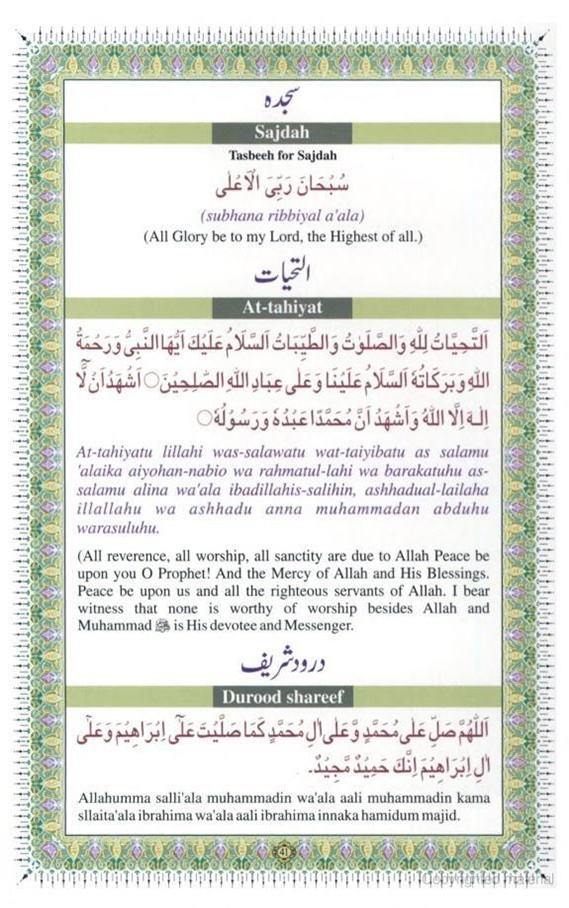 سجدہ
Sajdah
Tasbeeh for Sajdah
سُبْحَانَ رَبِّیَ الْاَعْلٰی
(subhana ribbiyal a'ala)
(All Glory be to my Lord, the Highest of all.)
التحیات
At-tahiyat
اَلتَّحِیَّاتُ لِلّٰهِ وَالصَّلَوٰتُ وَالطَّیِّبَاتُ اَلسَّلَامُ عَلَیْكَ اَیُّهَا النَّبِیُّ وَرَحْمَةُ
اللّٰهِ وَبَرَكَاتُهٗ اَلسَّلَامُ عَلَیْنَا وَعَلٰی عِبَادِ اللّٰهِ الصّٰلِحِیْنَ○ اَشْهَدُ اَنْ لَّا
اِلٰهَ اِلَّا اللّٰهُ وَاَشْهَدُ اَنَّ مُحَمَّدًا عَبْدُهٗ وَرَسُوْلُهٗ○
At-tahiyatu lillahi was-salawatu wat-taiyibatu as salamu
'alaika aiyohan-nabio wa rahmatul-lahi wa barakatuhu as-
salamu alina wa'ala ibadillahis-salihin, ashhadual-lailaha
illallahu wa ashhadu anna muhammadan abduhu
warasuluhu.
(All reverence, all worship, all sanctity are due to Allah Peace be
upon you O Prophet! And the Mercy of Allah and His Blessings.
Peace be upon us and all the righteous servants of Allah. I bear
witness that none is worthy of worship besides Allah and
Muhammad ﷺ is His devotee and Messenger.
درود شریف
Durood shareef
اَللّٰهُمَّ صَلِّ عَلٰی مُحَمَّدٍ وَّعَلٰی اٰلِ مُحَمَّدٍ كَمَا صَلَّیْتَ عَلٰٓی اِبْرَاهِیْمَ وَعَلٰٓی
اٰلِ اِبْرَاهِیْمَ اِنَّكَ حَمِیْدٌ مَّجِیْدٌ۔
Allahumma salli'ala muhammadin wa'ala aali muhammadin kama
sllaita'ala ibrahima wa'ala aali ibrahima innaka hamidum majid.
41
Copyrighted material